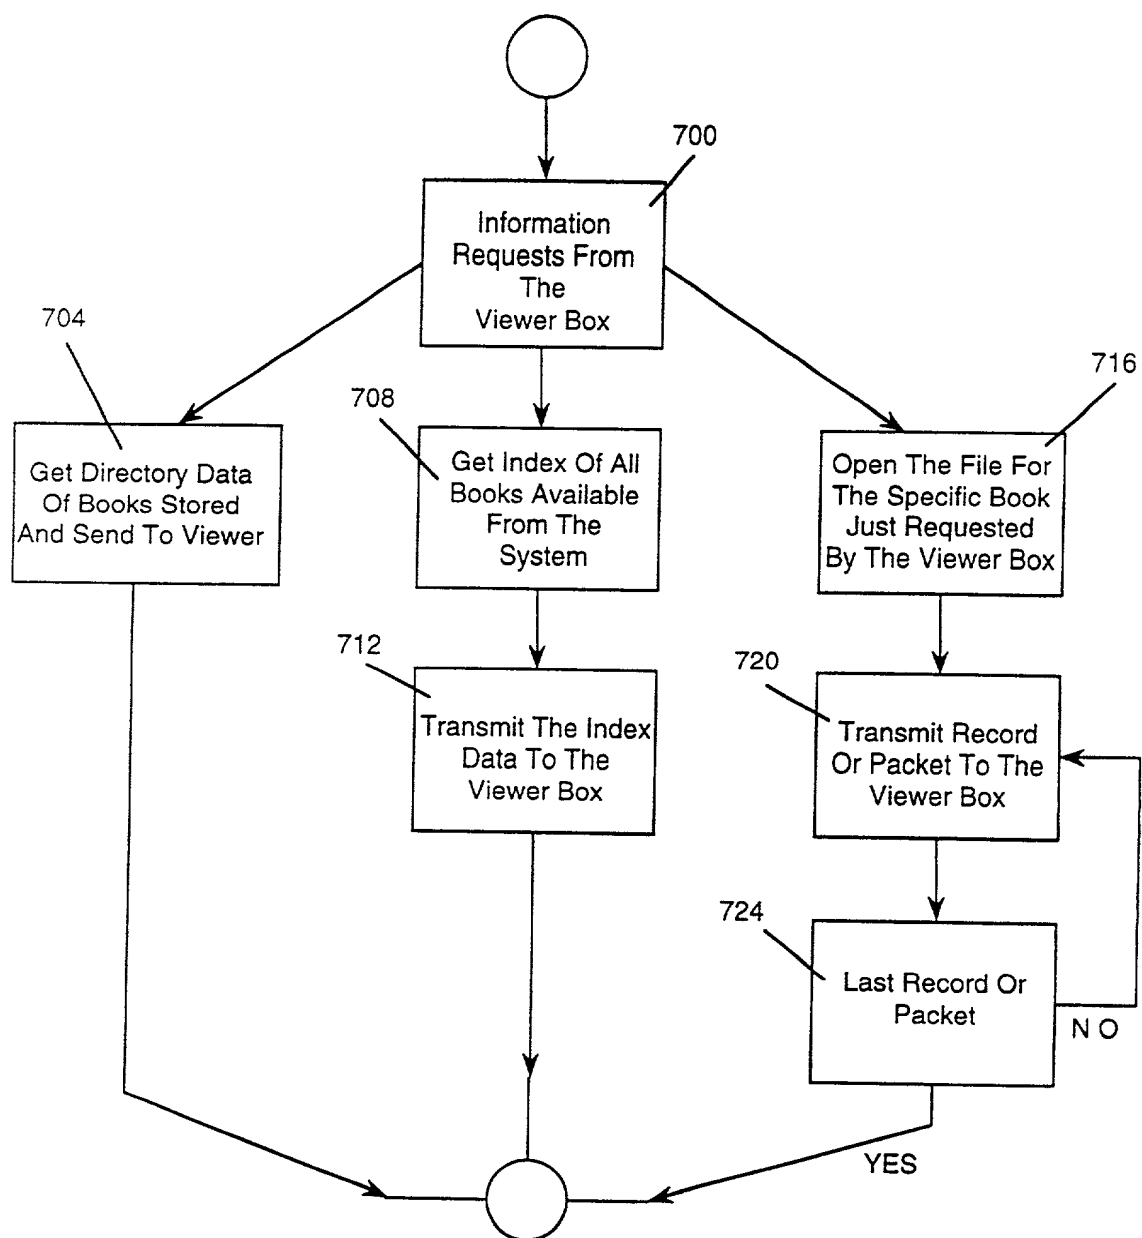 700
Information
Requests From
The
Viewer Box
704
Get Directory Data
Of Books Stored
And Send To Viewer
708
Get Index Of All
Books Available
From The
System
716
Open The File For
The Specific Book
Just Requested
By The Viewer Box
712
Transmit The Index
Data To The
Viewer Box
720
Transmit Record
Or Packet To The
Viewer Box
724
Last Record Or
Packet
N O
YES